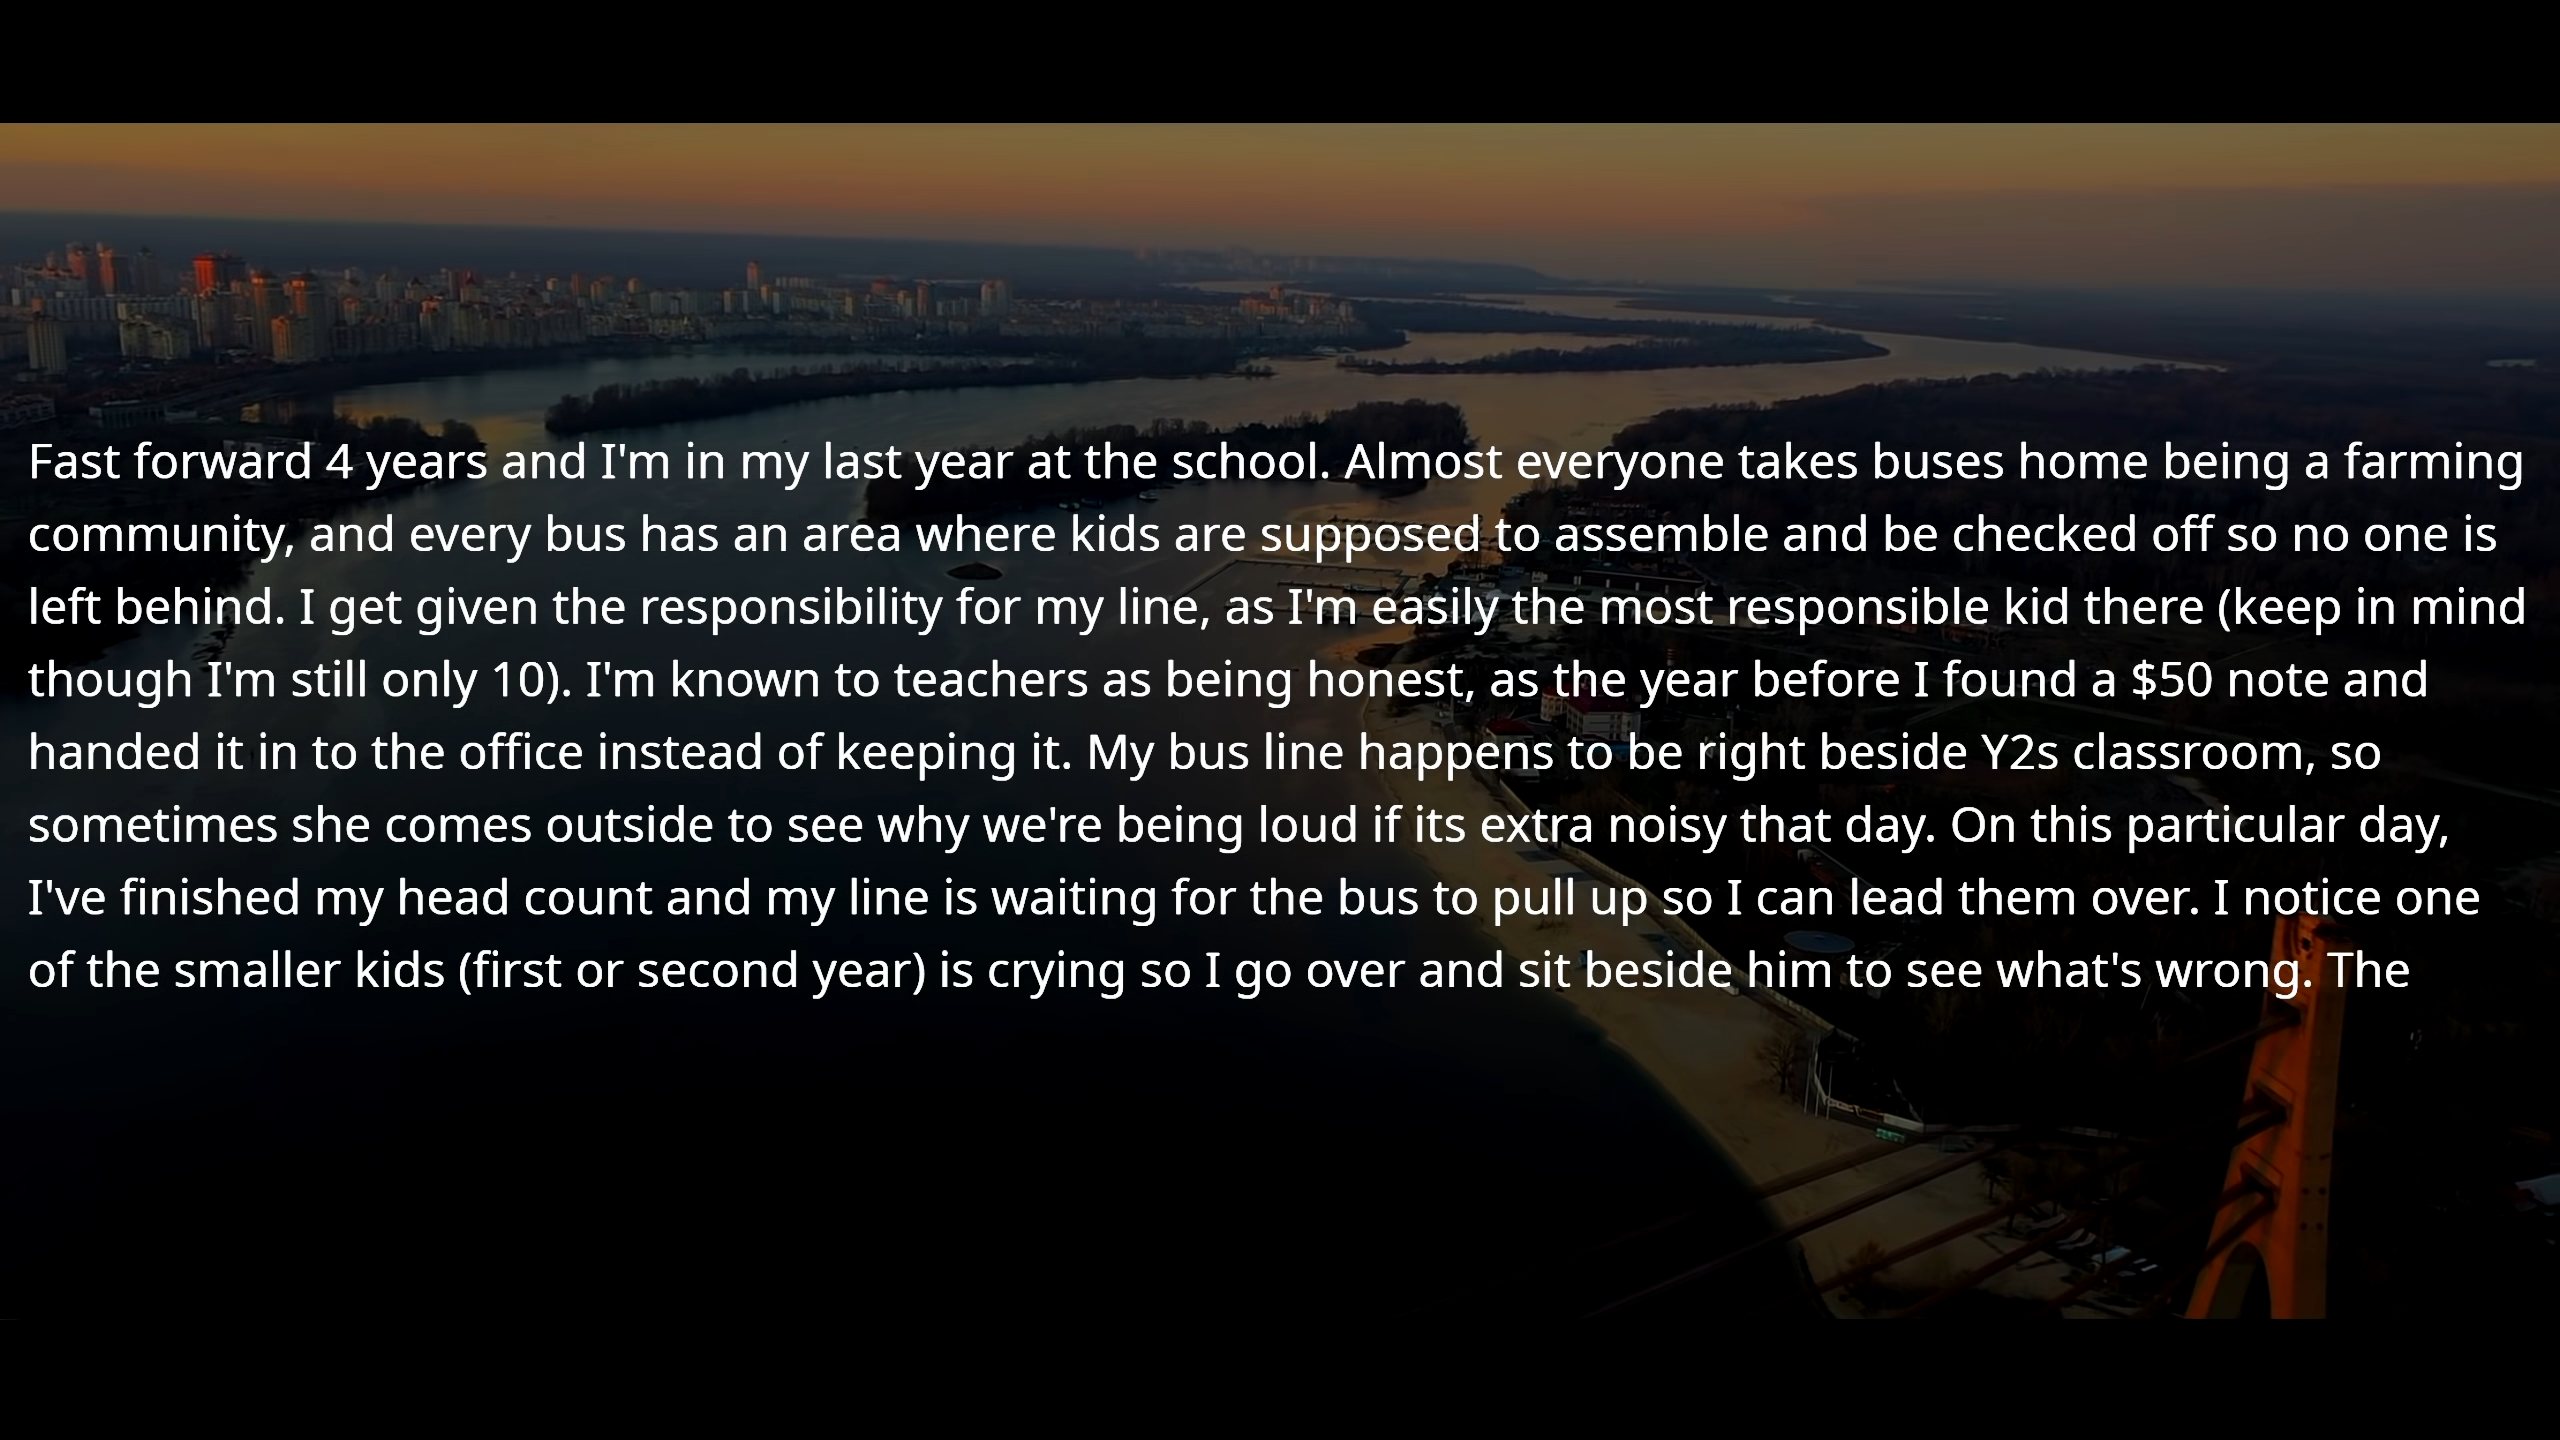 Fast forward 4 years and I'm in my last year at the school. Almost everyone takes buses home being a farming
community, and every bus has an area where kids are supposed to assemble and be checked off so no one is
left behind. I get given the responsibility for my line, as I'm easily the most responsible kid there (keep in mind
though I'm still only 10). I'm known to teachers as being honest, as the year before I found a $50 note and
handed it in to the office instead of keeping it. My bus line happens to be right beside Y2s classroom, so
sometimes she comes outside to see why we're being loud if its extra noisy that day. On this particular day,
I've finished my head count and my line is waiting for the bus to pull up so I can lead them over. I notice one
of the smaller kids (first or second year) is crying so I go over and sit beside him to see what's wrong. The